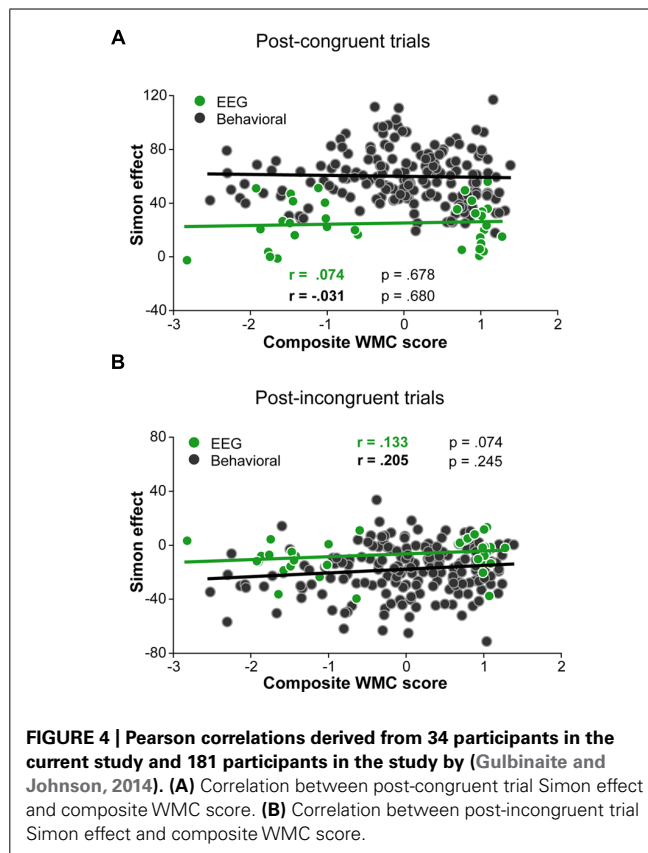 A
Post-congruent trials
120
80
40
0
-40
Simon effect
EEG
Behavioral
r = .074 p = .678
r = -.031 p = .680
-3 -2 -1 0 1 2
Composite WMC score
B
Post-incongruent trials
80
40
0
-40
-80
Simon effect
EEG
Behavioral
r = .133 p = .074
r = .205 p = .245
-3 -2 -1 0 1 2
Composite WMC score
FIGURE 4 | Pearson correlations derived from 34 participants in the
current study and 181 participants in the study by (Gulbinaite and
Johnson, 2014). (A) Correlation between post-congruent trial Simon effect
and composite WMC score. (B) Correlation between post-incongruent trial
Simon effect and composite WMC score.